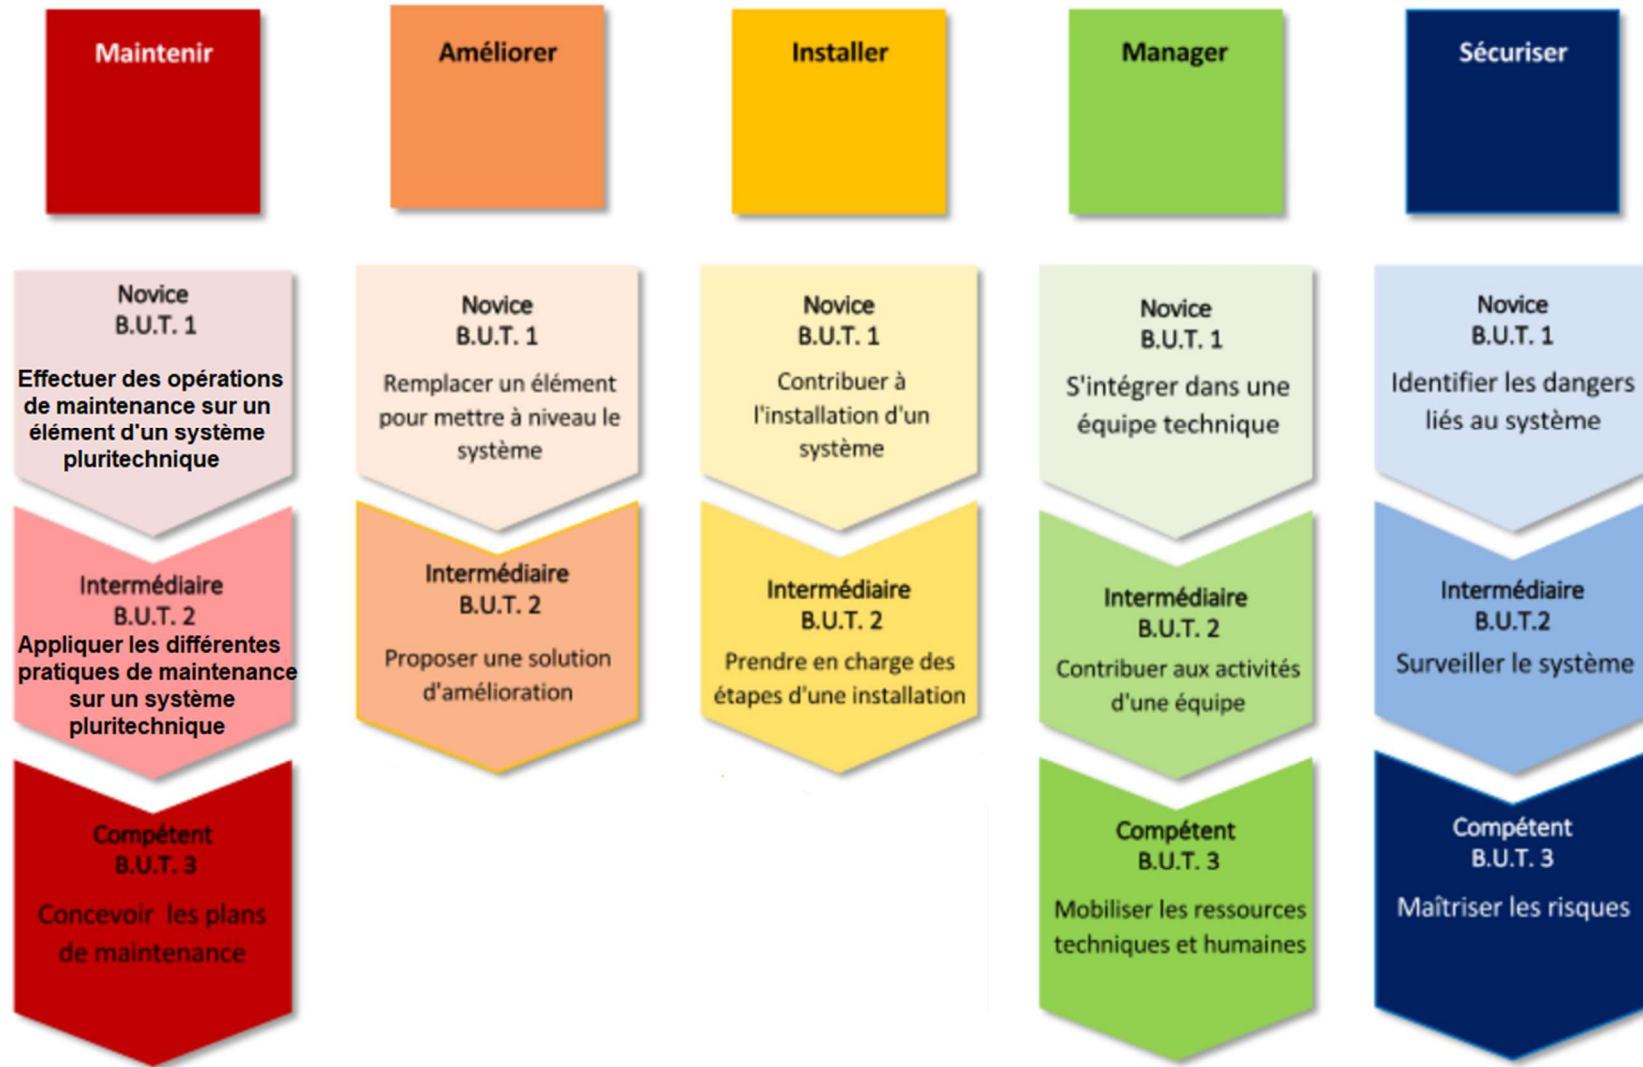 Maintenir
Améliorer
Installer
Manager
Sécuriser
Novice
B.U.T. 1
Effectuer des opérations
de maintenance sur un
élément d'un système
pluritechnique
Intermédiaire
B.U.T. 2
Appliquer les différentes
pratiques de maintenance
sur un système
pluritechnique
Compétent
B.U.T. 3
Concevoir les plans
de maintenance
Novice
B.U.T. 1
Remplacer un élément
pour mettre à niveau le
système
Intermédiaire
B.U.T. 2
Proposer une solution
d'amélioration
Novice
B.U.T. 1
Contribuer à
l'installation d'un
système
Intermédiaire
B.U.T. 2
Prendre en charge des
étapes d'une installation
Novice
B.U.T. 1
S'intégrer dans une
équipe technique
Intermédiaire
B.U.T. 2
Contribuer aux activités
d'une équipe
Compétent
B.U.T. 3
Mobiliser les ressources
techniques et humaines
Novice
B.U.T. 1
Identifier les dangers
liés au système
Intermédiaire
B.U.T.2
Surveiller le système
Compétent
B.U.T. 3
Maîtriser les risques